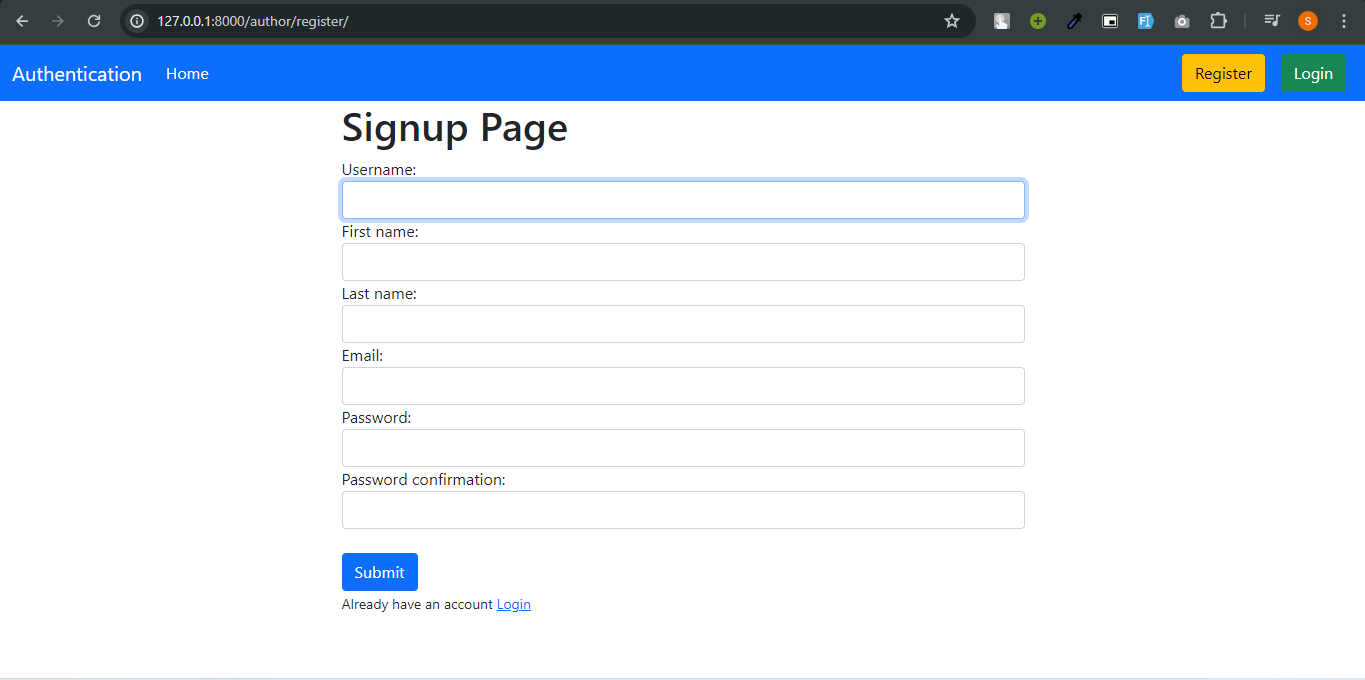 127.0.0.1:8000/author/register/
FI
S
Authentication Home Register Login
Signup Page
Username:
First name:
Last name:
Email:
Password:
Password confirmation:
Submit
Already have an account Login